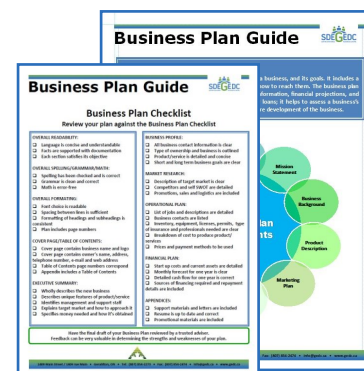 Business Plan Guide
SDEGEDC
a business, and its goals. It includes a
how to reach them. The business plan
information, financial projections, and
loans; it helps to assess a business's
re development of the business.
Mission
Statement
Business
Background
Product
Description
Marketing
Plan
Business Plan Guide
SDEGEDC
Business Plan Checklist
Review your plan against the Business Plan Checklist
OVERALL READABILITY:
Language is concise and understandable
Facts are supported with documentation
Each section satisfies its objective
OVERALL SPELLING/GRAMMAR/MATH:
Spelling has been checked and is correct
Grammar is clean and correct
Math is error-free
OVERALL FORMATTING:
Font choice is readable
Spacing between lines is sufficient
Formatting of headings and subheadings is
consistent
Plan includes page numbers
COVER PAGE/TABLE OF CONTENTS:
Cover page contains business name and logo
Cover page contains owner's name, address,
telephone number, e-mail and web address
Table of Contents page numbers correspond
Appendix includes a Table of Contents
EXECUTIVE SUMMARY:
Wholly describes the new business
Describes unique features of product/service
Identifies management and support staff
Explains target market and how to approach it
Specifies money needed and how it's obtained
BUSINESS PROFILE:
All business contact information is clear
Type of ownership and business is outlined
Product/service is detailed and concise
Short and long term business goals are clear
MARKET RESEARCH:
Description of target market is clear
Competitors and self SWOT are detailed
Promotions, sales and logistics are included
OPERATIONAL PLAN:
List of jobs and descriptions are detailed
Business contacts are listed
Inventory, equipment, licenses, permits, type
of insurance and professionals needed are clear
Breakdown of cost to produce product/
services
Prices and payment methods to be used
FINANCIAL PLAN:
Start up costs and current assets are detailed
Monthly forecast for one year is clear
Detailed cash flow for one year is correct
Sources of financing required and repayment
details are included
APPENDICES:
Support materials and letters are included
Resume is up to date and correct
Promotional materials are included
Have the final draft of your Business Plan reviewed by a trusted advisor.
Feedback can be very valuable in determining the strengths and weaknesses of your plan.